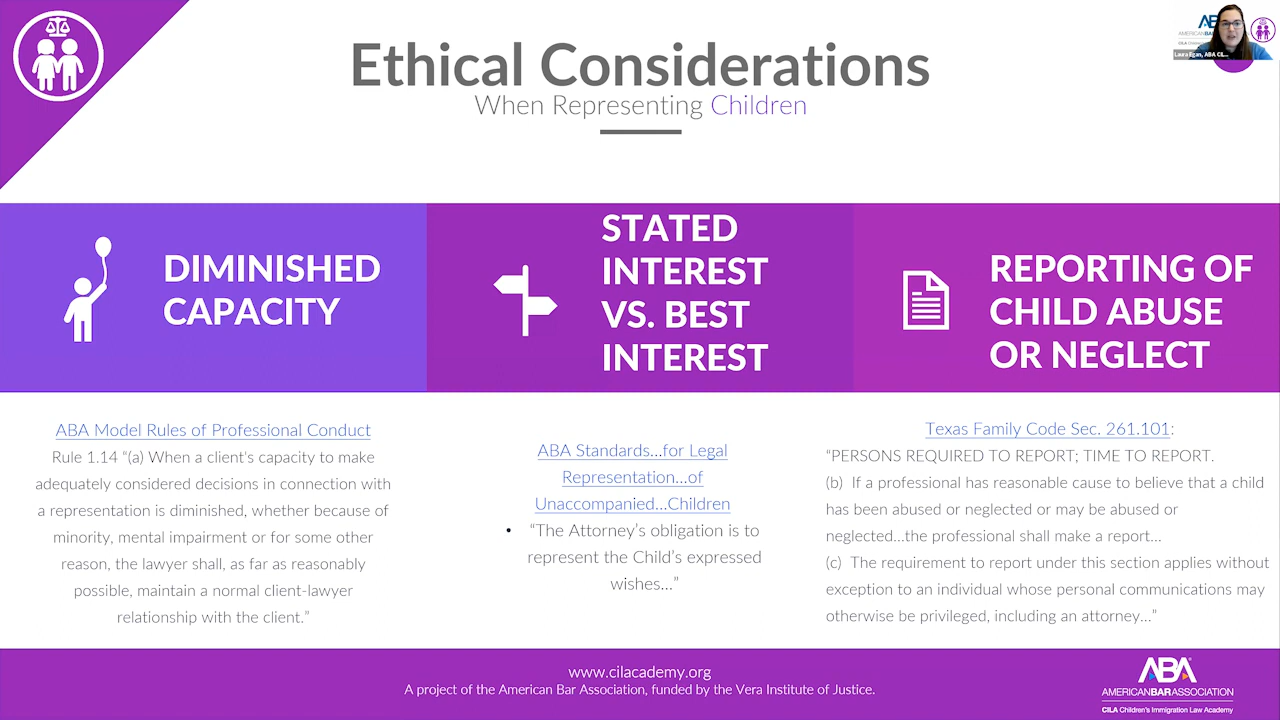 Ethical Considerations
When Representing Children
AMERICANBAR
Laura Egan, ABA CIL...
DIMINISHED
CAPACITY
STATED
INTEREST
VS. BEST
INTEREST
REPORTING OF
CHILD ABUSE
OR NEGLECT
ABA Model Rules of Professional Conduct
Rule 1.14 “(a) When a client's capacity to make
adequately considered decisions in connection with
a representation is diminished, whether because of
minority, mental impairment or for some other
reason, the lawyer shall, as far as reasonably
possible, maintain a normal client-lawyer
relationship with the client.”
ABA Standards...for Legal
Representation...of
Unaccompanied...Children
• “The Attorney’s obligation is to
represent the Child’s expressed
wishes...”
Texas Family Code Sec. 261.101:
“PERSONS REQUIRED TO REPORT; TIME TO REPORT.
(b) If a professional has reasonable cause to believe that a child
has been abused or neglected or may be abused or
neglected...the professional shall make a report...
(c) The requirement to report under this section applies without
exception to an individual whose personal communications may
otherwise be privileged, including an attorney...”
www.cilacademy.org
A project of the American Bar Association, funded by the Vera Institute of Justice.
ABA
AMERICANBARASSOCIATION
CILA Children's Immigration Law Academy